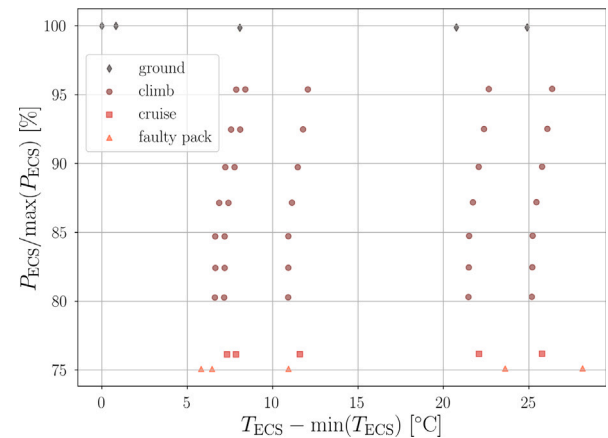 100
95
90
85
80
75
P_ECS/max(P_ECS) [%]
ground
climb
cruise
faulty pack
0 5 10 15 20 25
T_ECS − min(T_ECS) [°C]